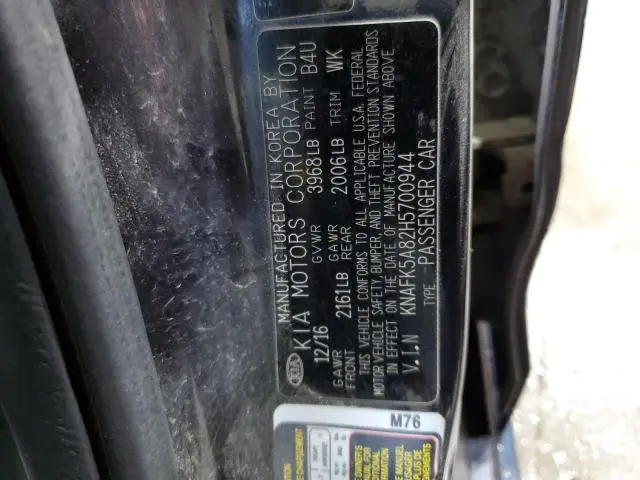 MANUFACTURED IN KOREA BY
KIA KIA MOTORS CORPORATION
12/16 GVWR 3968LB PAINT B4U
GAWR FRONT 2161LB GAWR REAR 2006LB TRIM WK
THIS VEHICLE CONFORMS TO ALL APPLICABLE U.S.A. FEDERAL
MOTOR VEHICLE SAFETY, BUMPER, AND THEFT PREVENTION STANDARDS
IN EFFECT ON THE DATE OF MANUFACTURE SHOWN ABOVE
V.I.N KNAFK5A82H5700944
TYPE PASSENGER CAR
M76